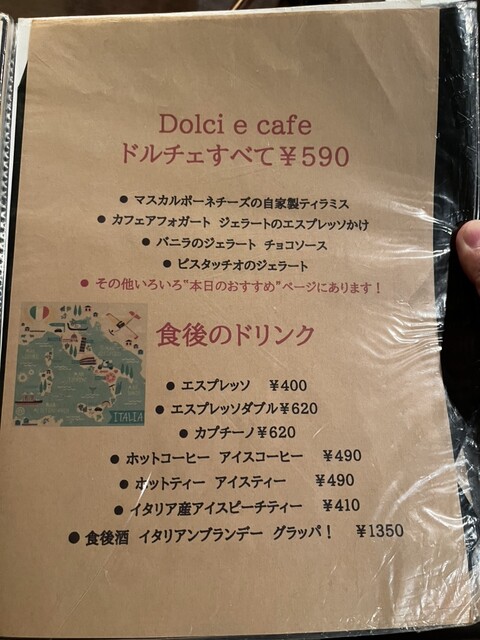 Dolci e cafe
ドルチェすべて￥590
● マスカルポーネチーズの自家製ティラミス
● カフェアフォガート ジェラートのエスプレッソかけ
● バニラのジェラート チョコソース
● ピスタッチオのジェラート
● その他いろいろ"本日のおすすめ"ページにあります！
食後のドリンク
● エスプレッソ ￥400
● エスプレッソダブル￥620
● カプチーノ￥620
● ホットコーヒー アイスコーヒー ￥490
● ホットティー アイスティー ￥490
● イタリア産アイスピーチティー ￥410
● 食後酒 イタリアンブランデー グラッパ！ ￥1350
ITALIA